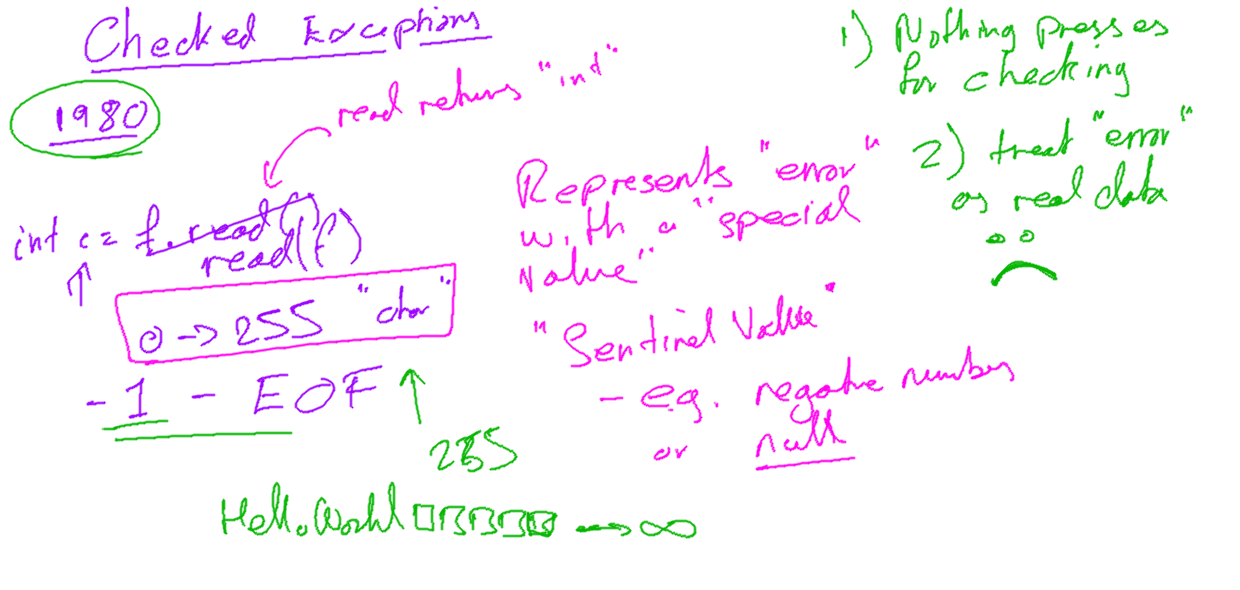 Checked Exceptions
1980
read returns "int"
int c = f.read()
read(f)
0 -> 255 "char"
-1 - EOF
255
Hello World → ∞
Represents "error"
with a "special
value"
"Sentinel Value"
- e.g. negative numbers
or null
1) Nothing presses
for checking
2) treat "error"
as real data